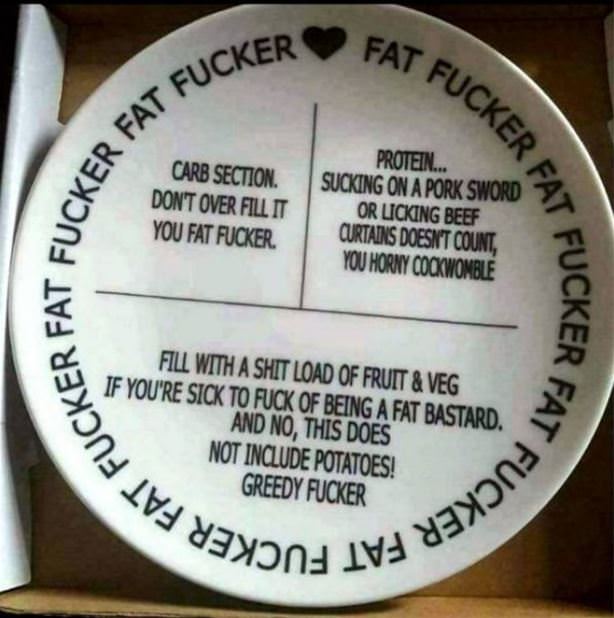 FAT FUCKER FAT FUCKER FAT FUCKER FAT FUCKER FAT FUCKER FAT FUCKER FAT FUCKER
CARB SECTION.
DON'T OVER FILL IT
YOU FAT FUCKER.
PROTEIN...
SUCKING ON A PORK SWORD
OR LICKING BEEF
CURTAINS DOESN'T COUNT,
YOU HORNY COCKWOMBLE
FILL WITH A SHIT LOAD OF FRUIT & VEG
IF YOU'RE SICK TO FUCK OF BEING A FAT BASTARD.
AND NO, THIS DOES
NOT INCLUDE POTATOES!
GREEDY FUCKER